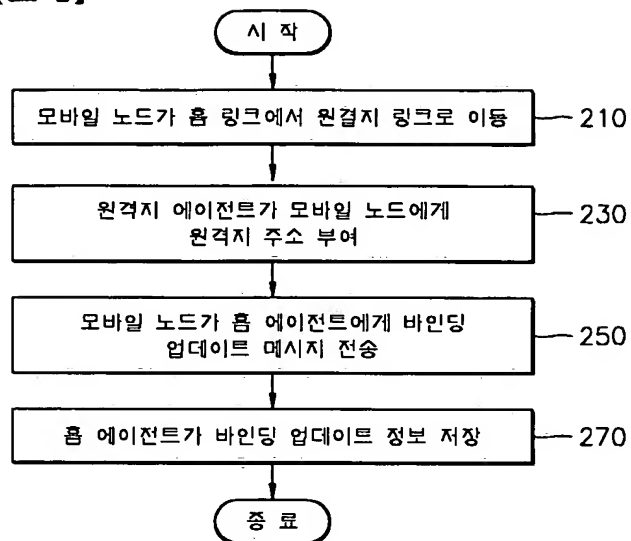 시 작
모바일 노드가 홈 링크에서 원결지 링크로 이동
210
원격지 에이전트가 모바일 노드에게
원격지 주소 부여
230
모바일 노드가 홈 에이전트에게 바인딩
업데이트 메시지 전송
250
홈 에이전트가 바인딩 업데이트 정보 저장
270
종 료